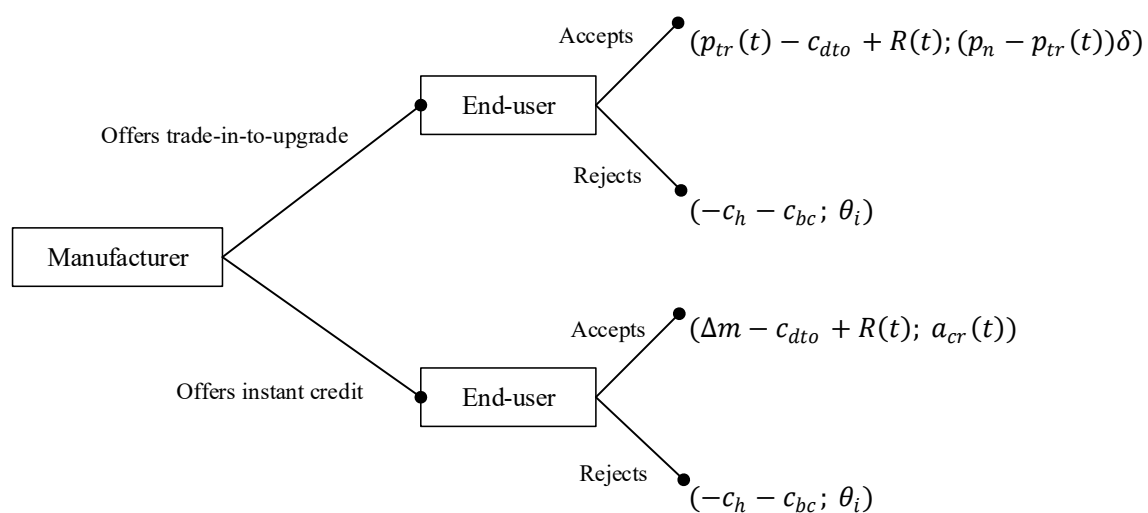 Accepts
(p_tr(t) − c_dto + R(t); (p_n − p_tr(t))δ)
End-user
Offers trade-in-to-upgrade
Rejects
(−c_h − c_bc; θ_i)
Manufacturer
Accepts
(Δm − c_dto + R(t); a_cr(t))
Offers instant credit
End-user
Rejects
(−c_h − c_bc; θ_i)